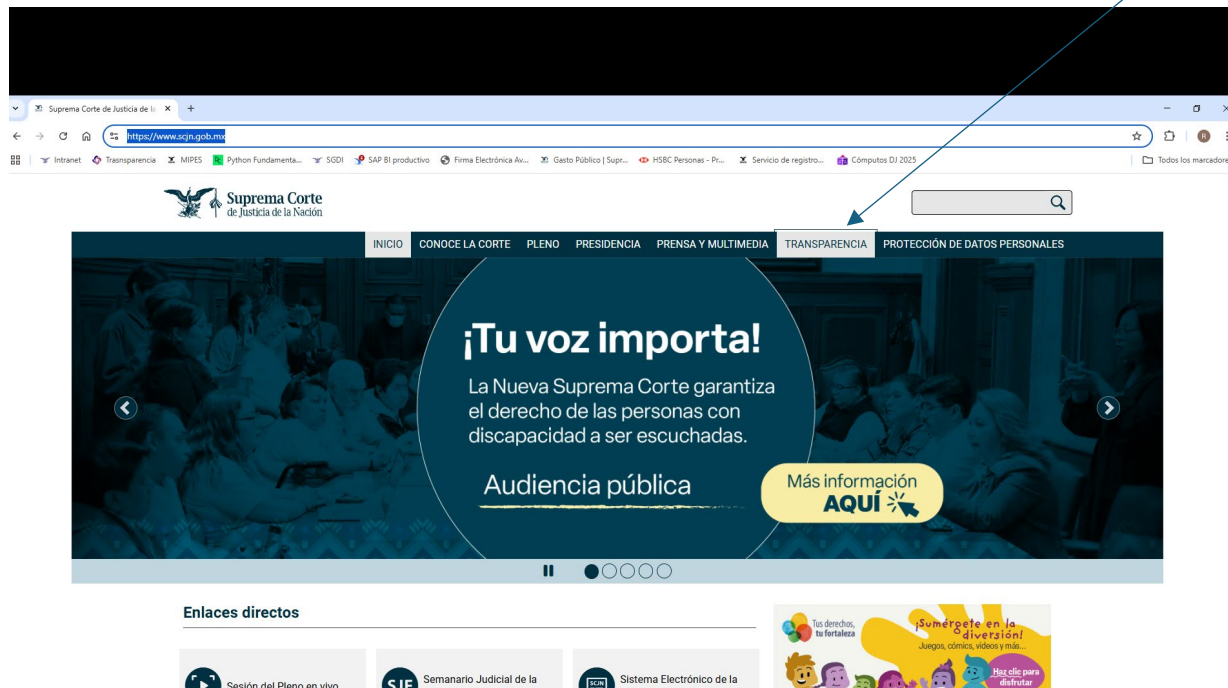 Suprema Corte de Justicia de la
https://www.scjn.gob.mx
Intranet Transparencia MIPES Python Fundamenta... SGDI SAP BI productivo Firma Electrónica Av... Gasto Público | Supr... HSBC Personas - Pr... Servicio de registro... Cómputos DJ 2025 Todos los marcadore
Suprema Corte
de Justicia de la Nación
INICIO CONOCE LA CORTE PLENO PRESIDENCIA PRENSA Y MULTIMEDIA TRANSPARENCIA PROTECCIÓN DE DATOS PERSONALES
¡Tu voz importa!
La Nueva Suprema Corte garantiza
el derecho de las personas con
discapacidad a ser escuchadas.
Audiencia pública
Más información
AQUÍ
Enlaces directos
Sesión del Pleno en vivo
SJF
Semanario Judicial de la
SCJN
Sistema Electrónico de la
Tus derechos,
tu fortaleza
¡Sumérgete en la
diversión!
Juegos, cómics, videos y más...
Haz clic para
disfrutar